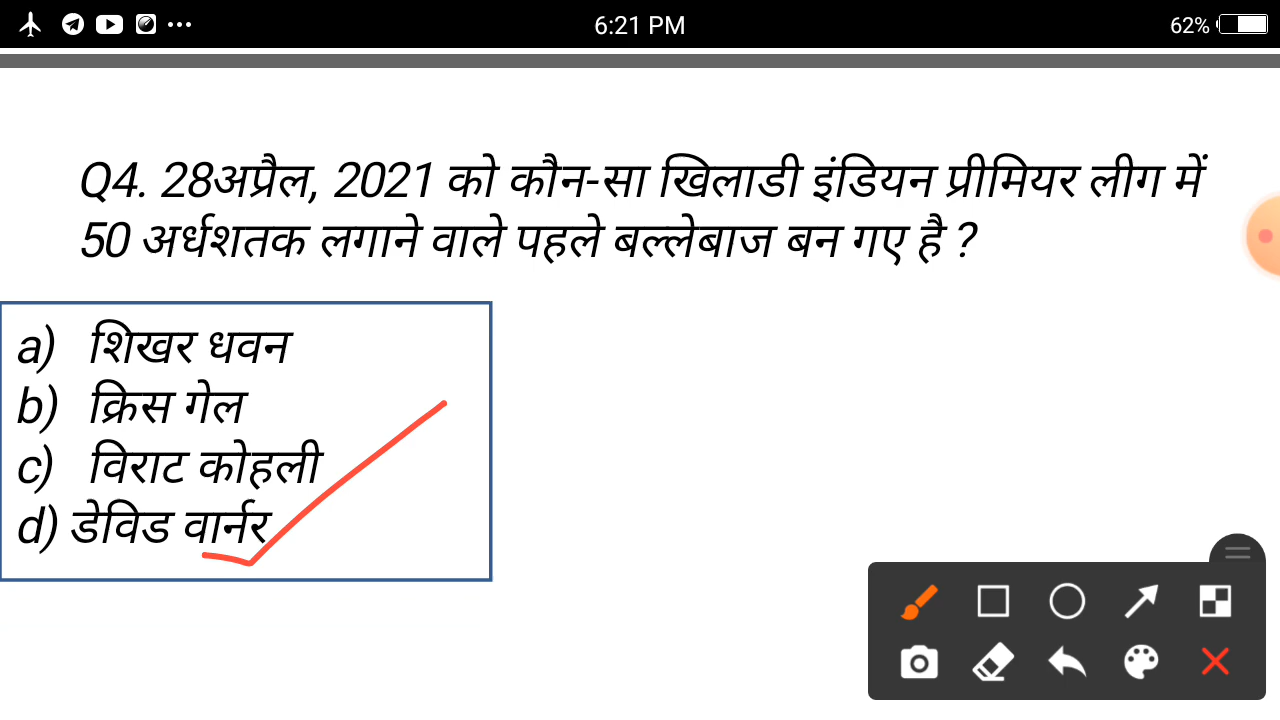 6:21 PM
62%
Q4. 28अप्रैल, 2021 को कौन-सा खिलाडी इंडियन प्रीमियर लीग में
50 अर्धशतक लगाने वाले पहले बल्लेबाज बन गए है ?
a) शिखर धवन
b) क्रिस गेल
c) विराट कोहली
d) डेविड वार्नर